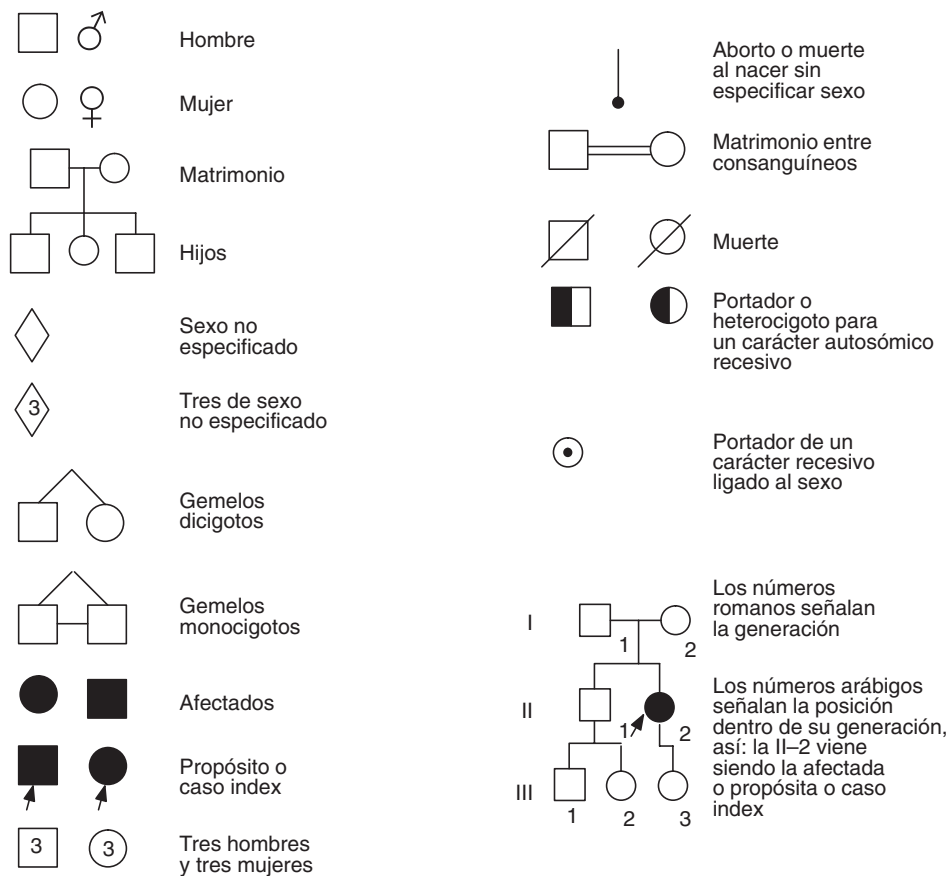 Hombre
Mujer
Matrimonio
Hijos
Sexo no
especificado
3
Tres de sexo
no especificado
Gemelos
dicigotos
Gemelos
monocigotos
Afectados
Propósito o
caso index
3 3
Tres hombres
y tres mujeres
Aborto o muerte
al nacer sin
especificar sexo
Matrimonio entre
consanguíneos
Muerte
Portador o
heterocigoto para
un carácter autosómico
recesivo
Portador de un
carácter recesivo
ligado al sexo
I
1 2
Los números
romanos señalan
la generación
II
1 2
Los números arábigos
señalan la posición
dentro de su generación,
así: la II–2 viene
siendo la afectada
o propósita o caso
index
III
1 2 3